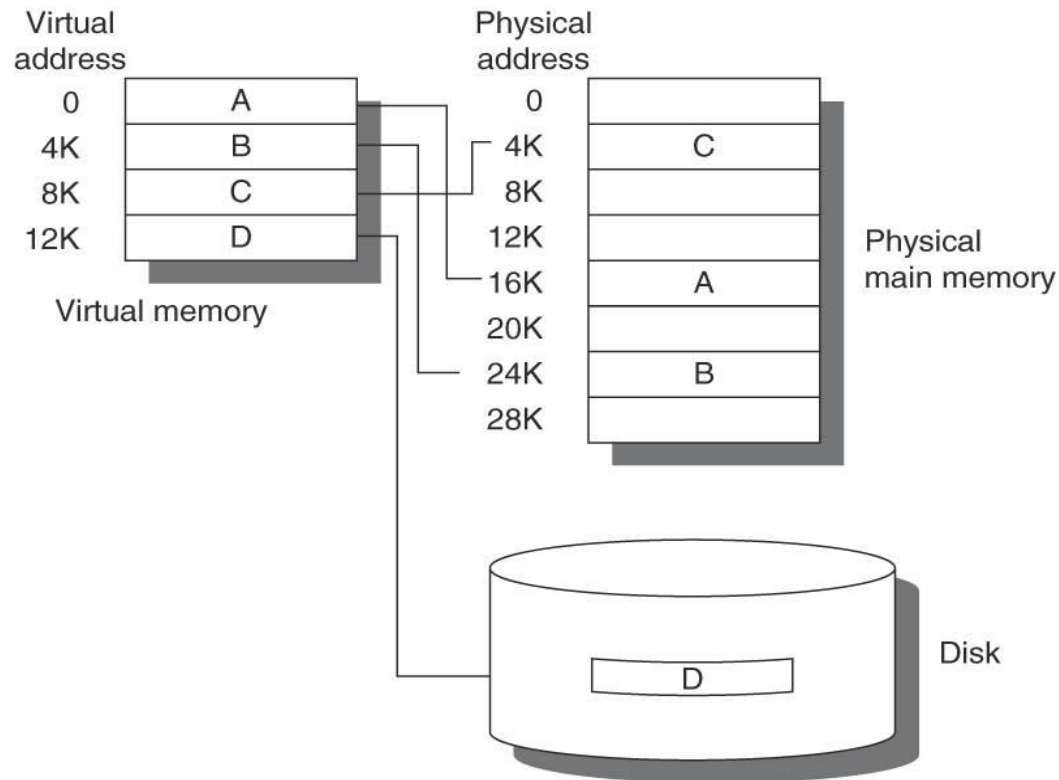 Virtual
address
0
A
4K
B
8K
C
12K
D
Virtual memory
Physical
address
0
4K
C
8K
12K
16K
A
20K
24K
B
28K
Physical
main memory
D
Disk